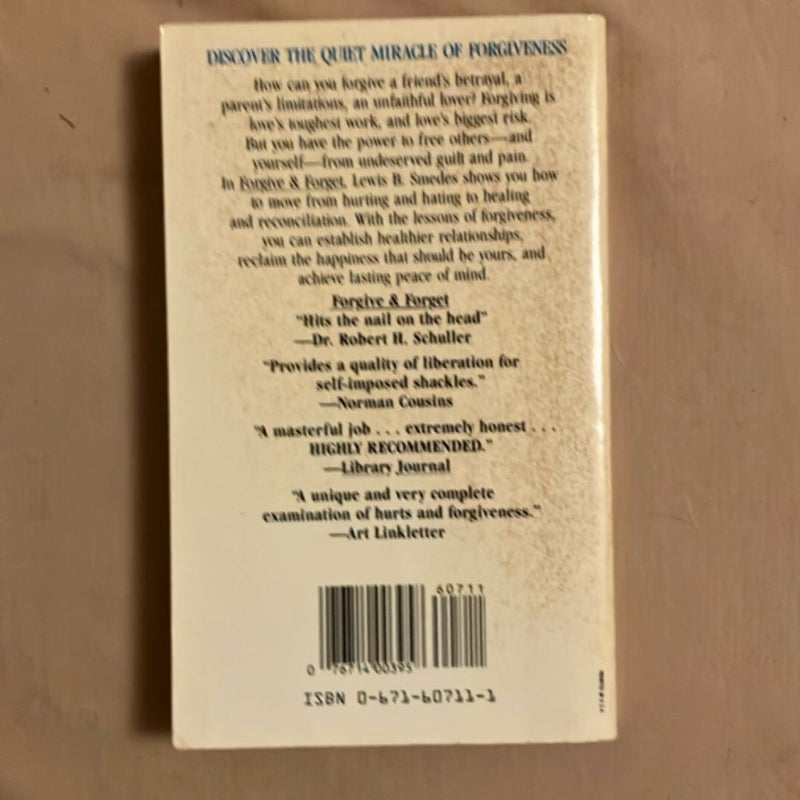 DISCOVER THE QUIET MIRACLE OF FORGIVENESS
How can you forgive a friend's betrayal, a
parent's limitations, an unfaithful lover? Forgiving is
love's toughest work, and love's biggest risk.
But you have the power to free others—and
yourself—from undeserved guilt and pain.
In Forgive & Forget, Lewis B. Smedes shows you how
to move from hurting and hating to healing
and reconciliation. With the lessons of forgiveness,
you can establish healthier relationships,
reclaim the happiness that should be yours, and
achieve lasting peace of mind.
Forgive & Forget
"Hits the nail on the head"
—Dr. Robert H. Schuller
"Provides a quality of liberation for
self-imposed shackles."
—Norman Cousins
"A masterful job . . . extremely honest . . .
HIGHLY RECOMMENDED."
—Library Journal
"A unique and very complete
examination of hurts and forgiveness."
—Art Linkletter
60711
0 76714 00395
ISBN 0-671-60711-1